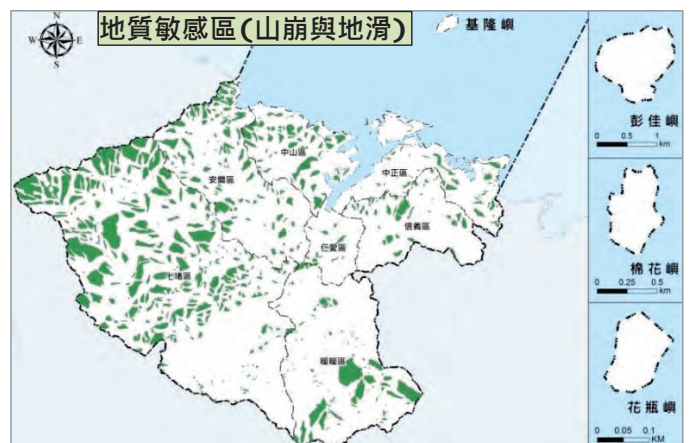 地質敏感區(山崩與地滑)
N
W
E
S
基隆嶼
中山區
安樂區
中正區
信義區
仁愛區
七堵區
暖暖區
彭佳嶼
0 0.5 1
km
棉花嶼
0 0.25 0.5
km
花瓶嶼
0 0.05 0.1
KM